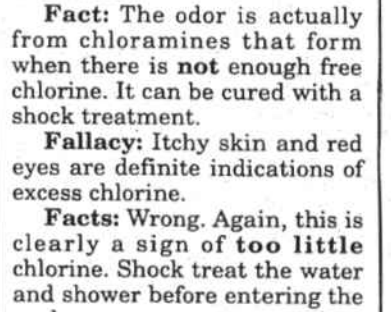 Fact: The odor is actually
from chloramines that form
when there is not enough free
chlorine. It can be cured with a
shock treatment.
Fallacy: Itchy skin and red
eyes are definite indications of
excess chlorine.
Facts: Wrong. Again, this is
clearly a sign of too little
chlorine. Shock treat the water
and shower before entering the